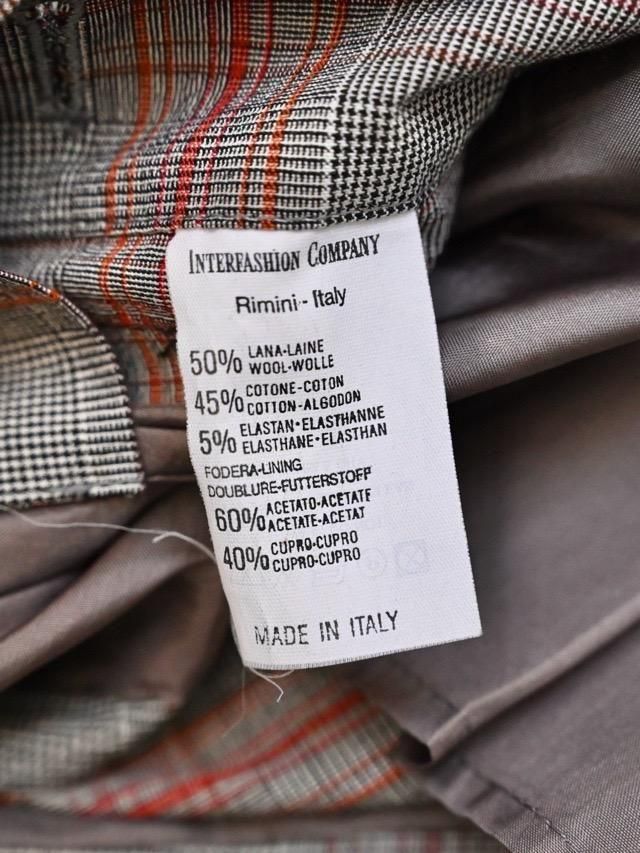 INTERFASHION COMPANY
Rimini - Italy
50% LANA-LAINE
WOOL-WOLLE
45% COTONE-COTON
COTTON-ALGODON
5% ELASTAN·ELASTHANNE
ELASTHANE·ELASTHAN
FODERA-LINING
DOUBLURE-FUTTERSTOFF
60% ACETATO-ACETATE
ACETATE-ACETAT
40% CUPRO-CUPRO
CUPRO-CUPRO
MADE IN ITALY